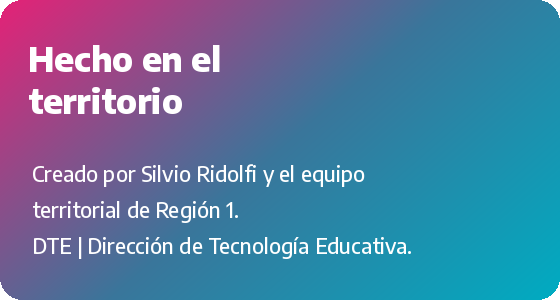 Hecho en el
territorio
Creado por Silvio Ridolfi y el equipo
territorial de Región 1.
DTE | Dirección de Tecnología Educativa.